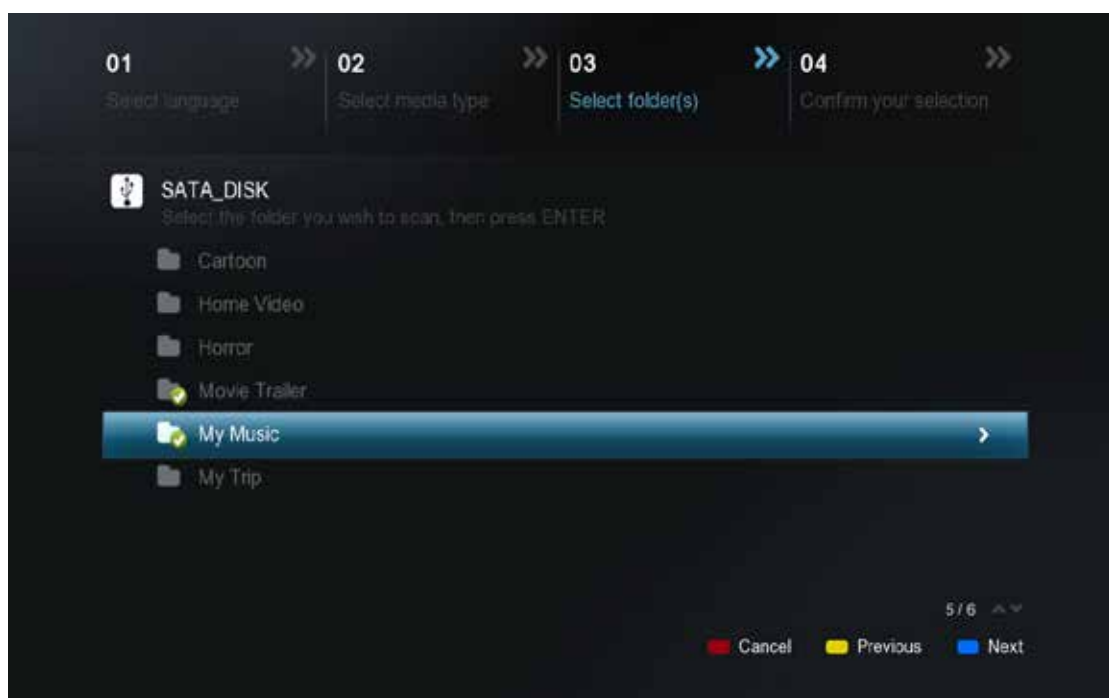 01 02 03 04
Select language Select media type Select folder(s) Confirm your selection
SATA_DISK
Select the folder you wish to scan, then press ENTER
Cartoon
Home Video
Horror
Movie Trailer
My Music
My Trip
5 / 6
Cancel Previous Next